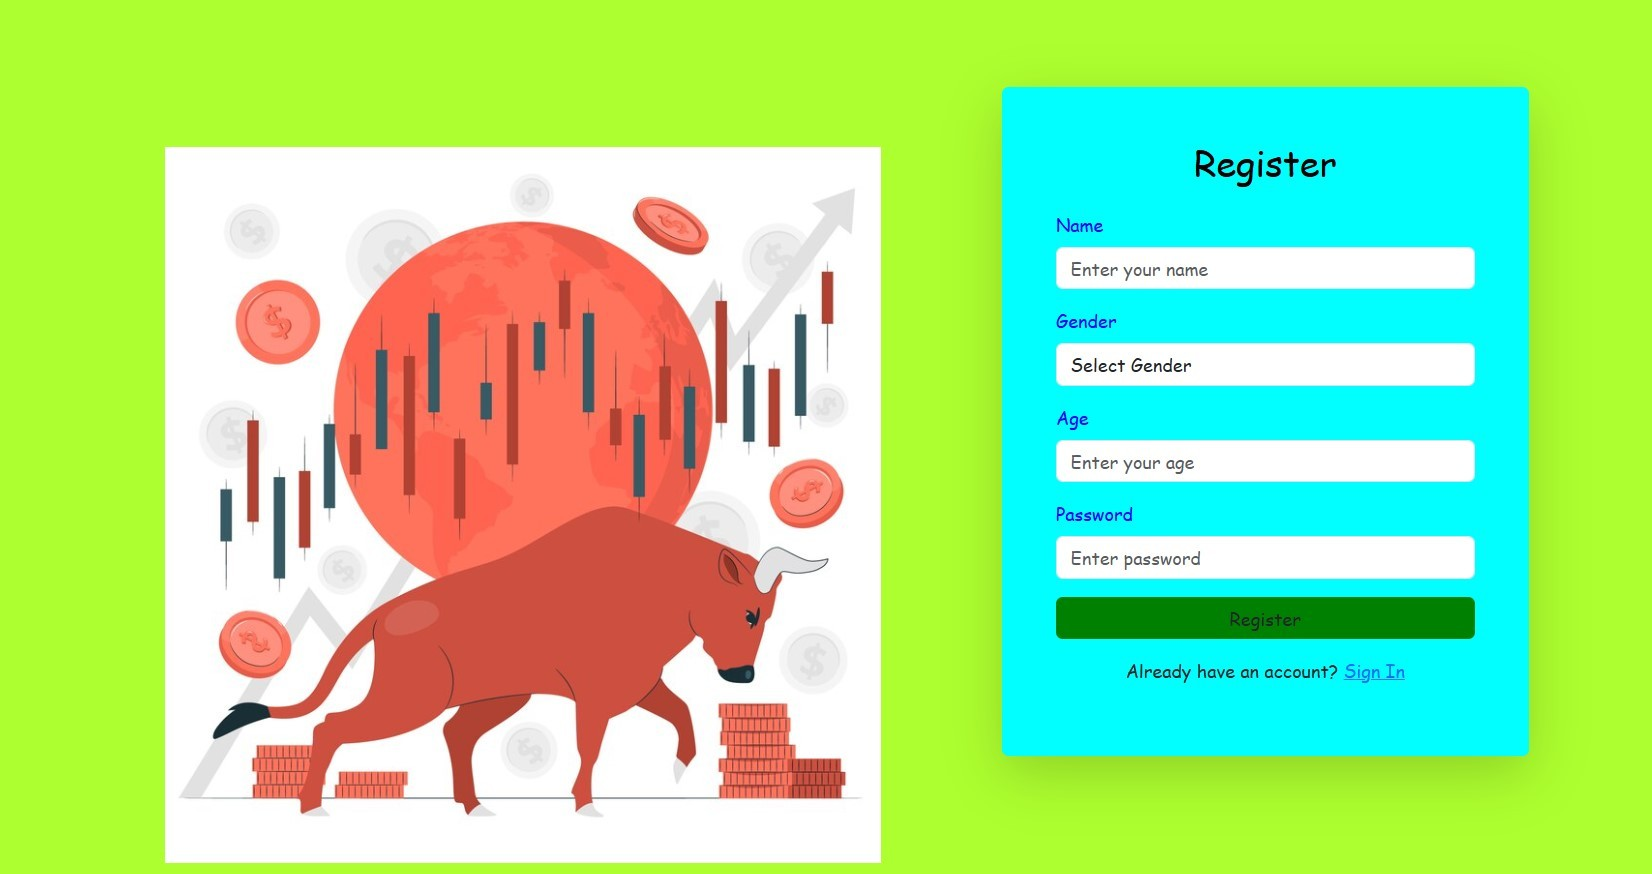 Register
Name
Enter your name
Gender
Select Gender
Age
Enter your age
Password
Enter password
Register
Already have an account? Sign In